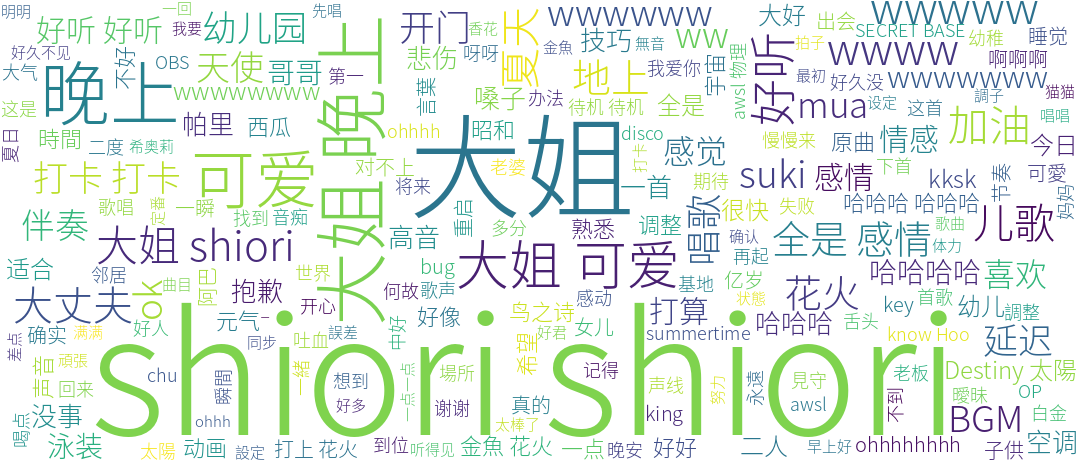 明明
一回
先唱
好听 好听
幼儿园
我要
香花
开门
wwwwww
大好
出会
wwwww
SECRET BASE
幼稚
睡觉
好久不见
不好
OBS
天使
哥哥
第一
悲伤
呀呀
夏天
金魚
無音
技巧
ww
拍子
wwww
啊啊啊
大气
晚上
wwwwwwww
言葉
我爱你
地上
宇宙
物理
好听
最初
好久没
wwwwwww
猫猫
这是
帕里
西瓜
ohhhh
嗓子
办法
待机 待机
全是
awsl
mua
设定
这首
調子
唱唱
夏日
時間
二度
希奥莉
大姐 晚上
大姐
昭和
disco
打卡
慢慢来
原曲
情感
加油
今日
打卡 打卡
可爱
对不上
老婆
感觉
期待
suki
感情
下首
kksk
节奏
可愛
妈妈
伴奏
歌唱
定番
一瞬
找到
音痴
将来
重启
多分
一首
熟悉
调整
唱歌
很快
失败
哈哈哈 哈哈哈
儿歌
适合
邻居
大姐 shiori
高音
大姐 可爱
确认
再起
全是 感情
歌曲
体力
大丈夫
ok
曲目
阿巴
抱歉
世界
何故
bug
歌声
感动
鸟之诗
基地
亿岁
花火
哈哈哈哈
喜欢
差点
确实
满满
好人
元气
开心
誤差
同步
吐血
中好
好像
好君
希望
女儿
打算
summertime
状態
哈哈哈
key
舌头
首歌
know Hoo
幼儿
調整
延迟
shiori shiori
頑張
声音
回来
chu
瞬間
一緒
想到
好多
一点一点
場所
谢谢
太棒了
记得
真的
声线
king
努力
永遠
見守
awsl
老板
暧昧
不到
Destiny 太陽
OP
白金
喝点
没事
泳装
太陽
动画
ohhh
設定
打上 花火
到位
听得见
金魚 花火
一点
晚安
好好
二人
早上好
ohhhhhhhh
BGM
子供
空调